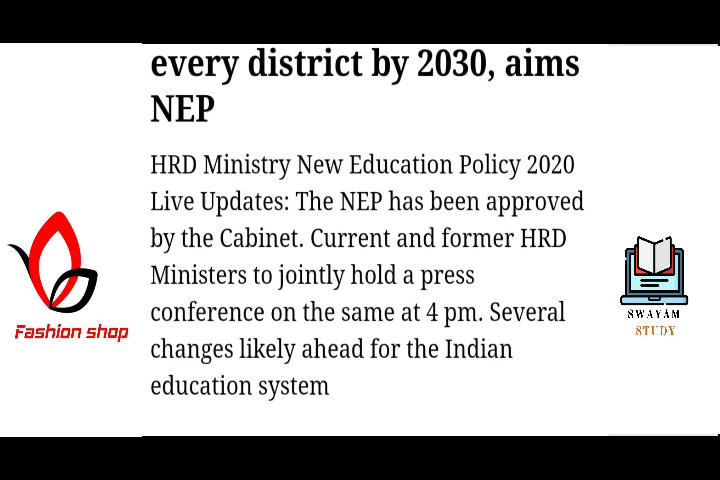 every district by 2030, aims
NEP
HRD Ministry New Education Policy 2020
Live Updates: The NEP has been approved
by the Cabinet. Current and former HRD
Ministers to jointly hold a press
conference on the same at 4 pm. Several
changes likely ahead for the Indian
education system
Fashion shop
SWAYAM
STUDY